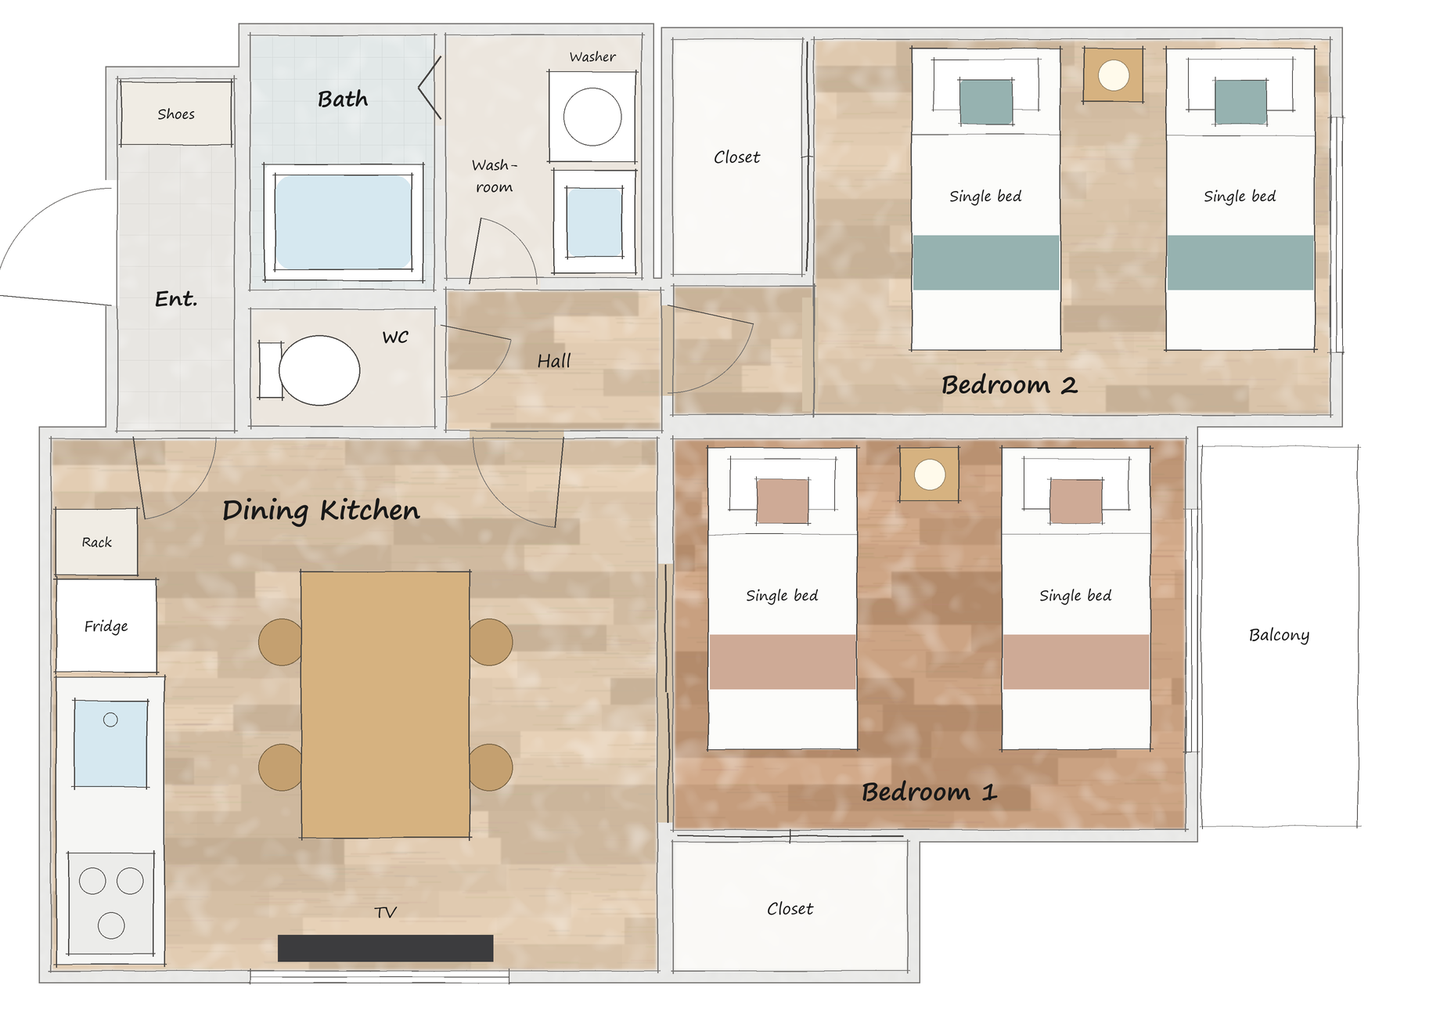 Shoes
Bath
Washer
Wash-
room
Closet
Single bed
Single bed
Ent.
WC
Hall
Bedroom 2
Dining Kitchen
Rack
Fridge
Single bed
Single bed
Balcony
Bedroom 1
TV
Closet